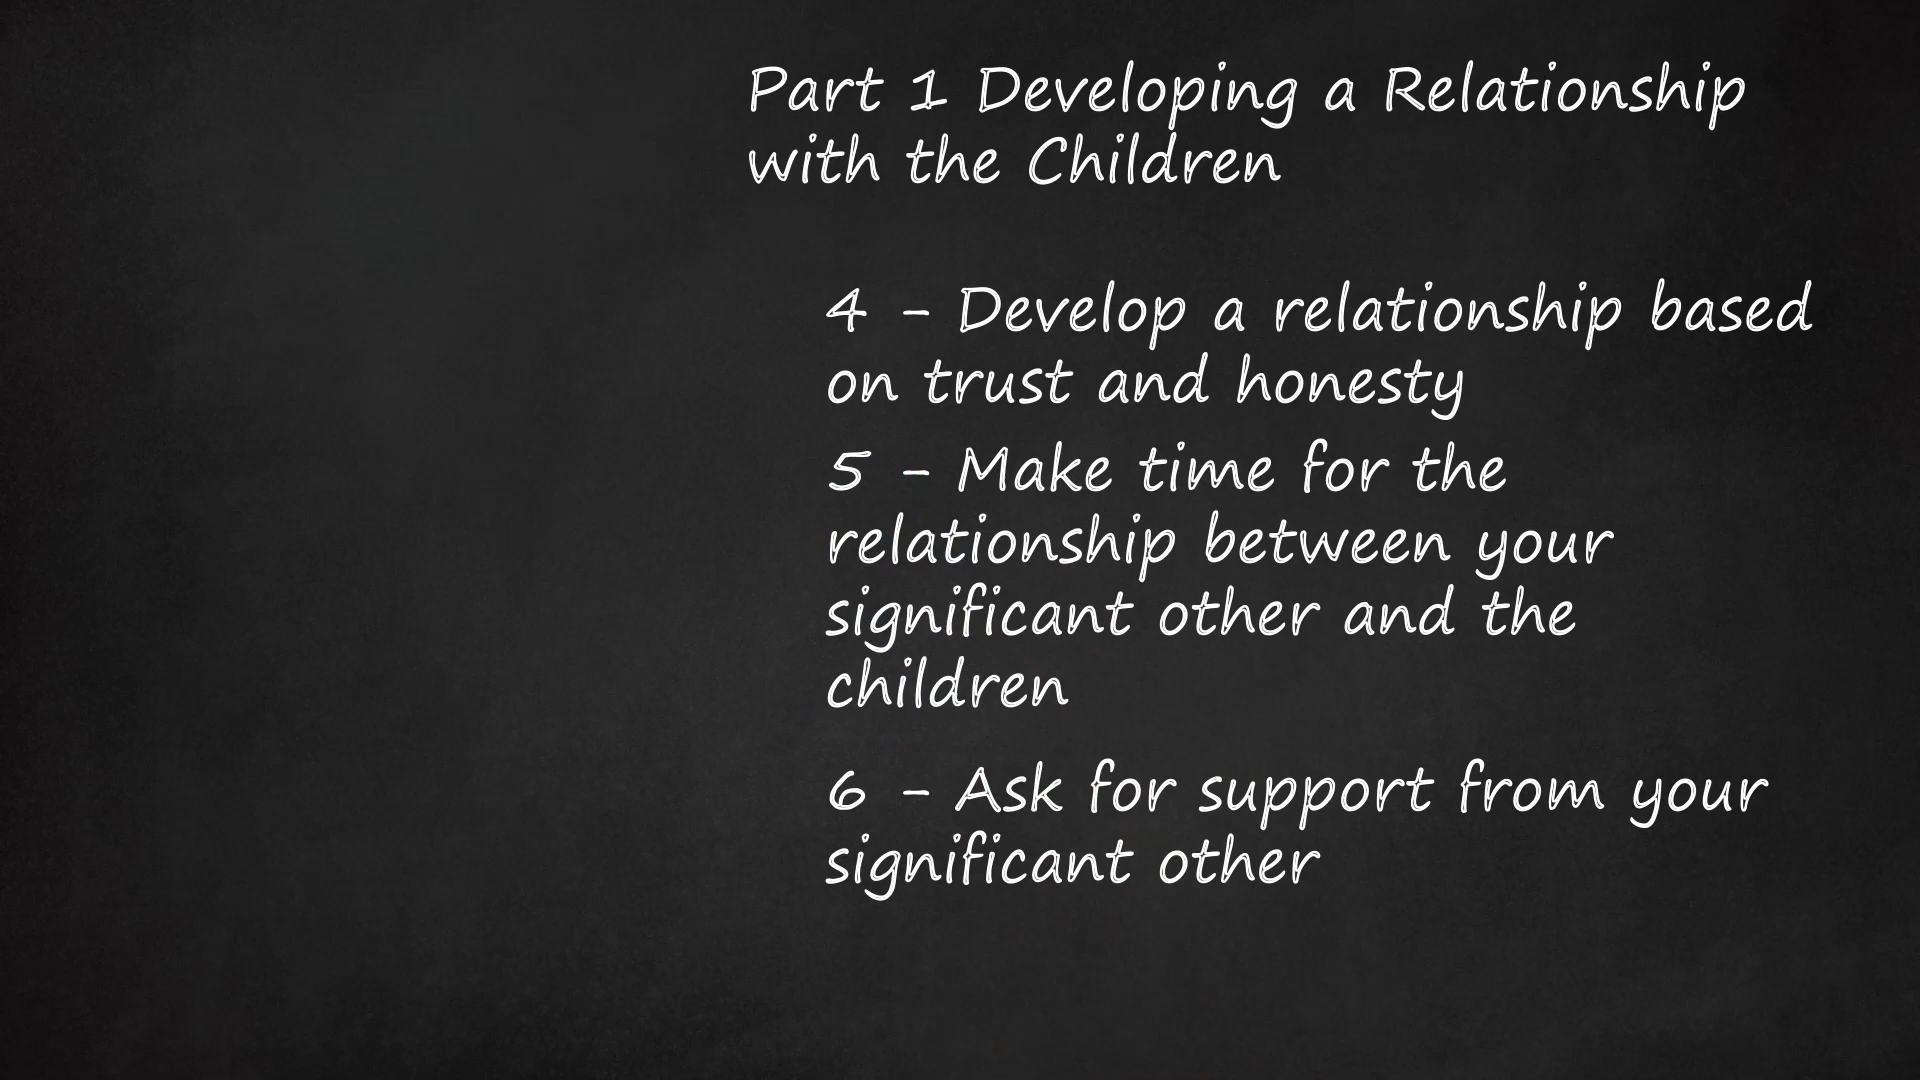 Part 1 Developing a Relationship
with the Children
4 - Develop a relationship based
on trust and honesty
5 - Make time for the
relationship between your
significant other and the
children
6 - Ask for support from your
significant other